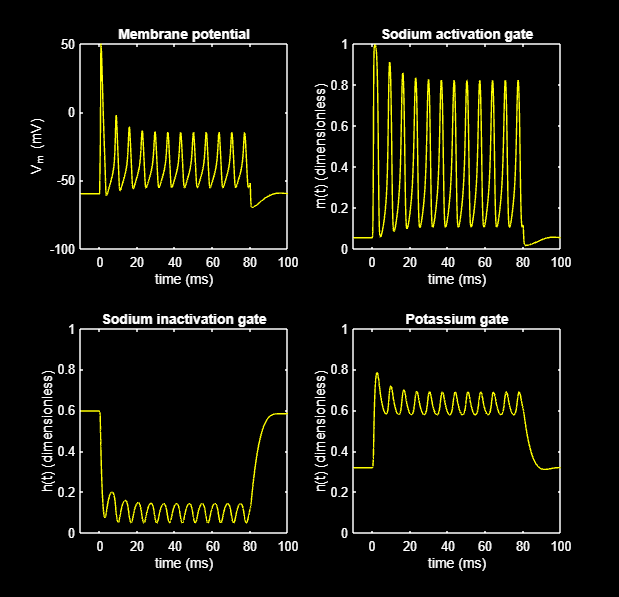 Membrane potential
50
0
-50
-100
V_m (mV)
0 20 40 60 80 100
time (ms)
Sodium activation gate
1
0.8
0.6
0.4
0.2
0
m(t) (dimensionless)
0 20 40 60 80 100
time (ms)
Sodium inactivation gate
1
0.8
0.6
0.4
0.2
0
h(t) (dimensionless)
0 20 40 60 80 100
time (ms)
Potassium gate
1
0.8
0.6
0.4
0.2
0
n(t) (dimensionless)
0 20 40 60 80 100
time (ms)